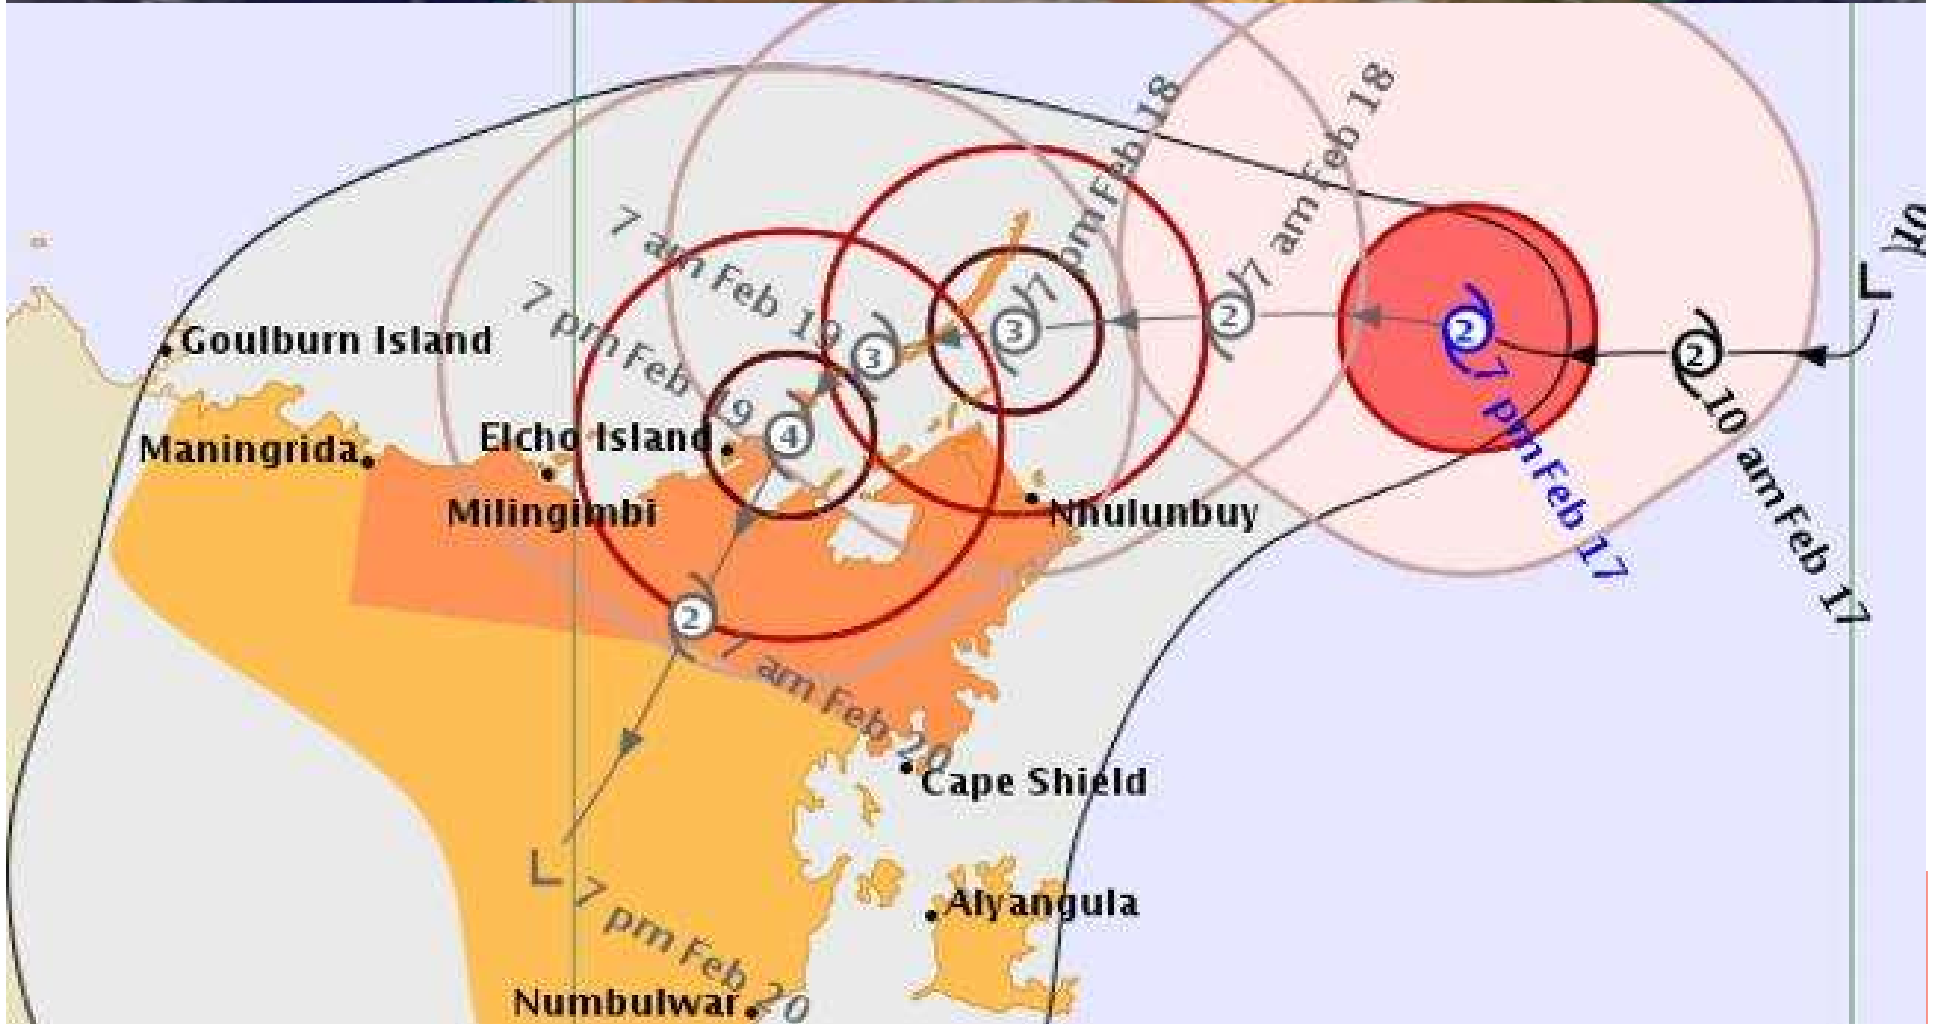 7 pm Feb 18
7 am Feb 18
10
L
7 am Feb 19
7 pm Feb 19
3
3
2
2
2
4
7 pm Feb 17
10 am Feb 17
Goulburn Island
Maningrida
Elcho Island
Milingimbi
Nhulunbuy
2
7 am Feb 20
Cape Shield
L
7 pm Feb 20
Alyangula
Numbulwar